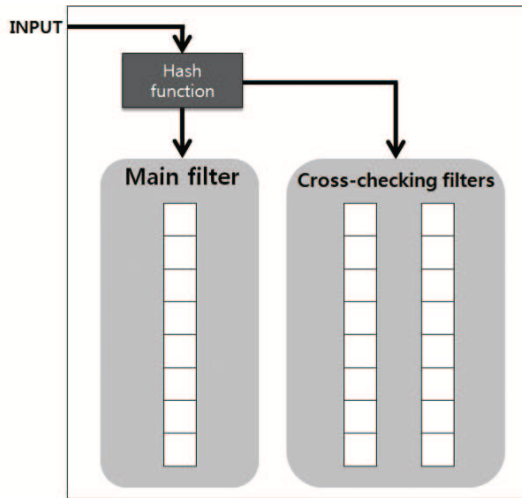 INPUT
Hash
function
Main filter
Cross-checking filters